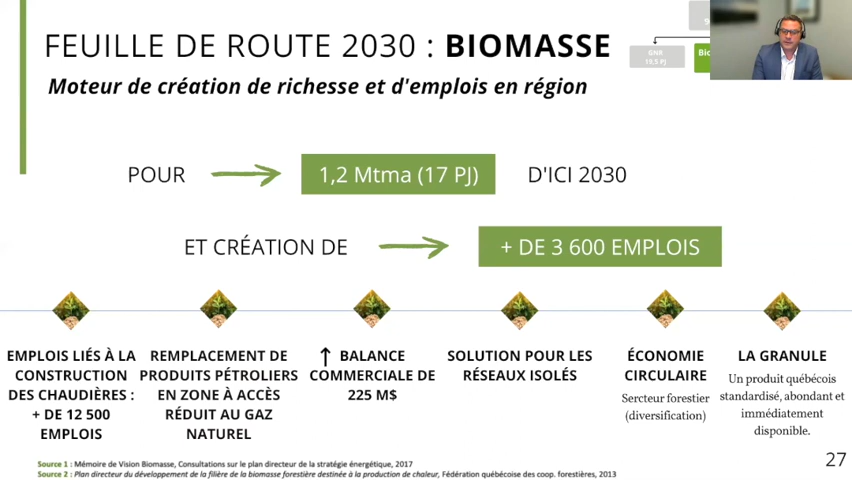 FEUILLE DE ROUTE 2030 : BIOMASSE
Moteur de création de richesse et d'emplois en région
GNR
19.5 PJ
POUR
1,2 Mtma (17 PJ)
D'ICI 2030
ET CRÉATION DE
+ DE 3 600 EMPLOIS
EMPLOIS LIÉS À LA
CONSTRUCTION
DES CHAUDIÈRES :
+ DE 12 500
EMPLOIS
REMPLACEMENT DE
PRODUITS PÉTROLIERS
EN ZONE À ACCÈS
RÉDUIT AU GAZ
NATUREL
↑ BALANCE
COMMERCIALE DE
225 M$
SOLUTION POUR LES
RÉSEAUX ISOLÉS
ÉCONOMIE
CIRCULAIRE
Sercteur forestier
(diversification)
LA GRANULE
Un produit québécois
standardisé, abondant et
immédiatement
disponible.
Source 1 : Mémoire de Vision Biomasse, Consultations sur le plan directeur de la stratégie énergétique, 2017
Source 2 : Plan directeur du développement de la filière de la biomasse forestière destinée à la production de chaleur, Fédération québécoise des coop. forestières, 2013
27